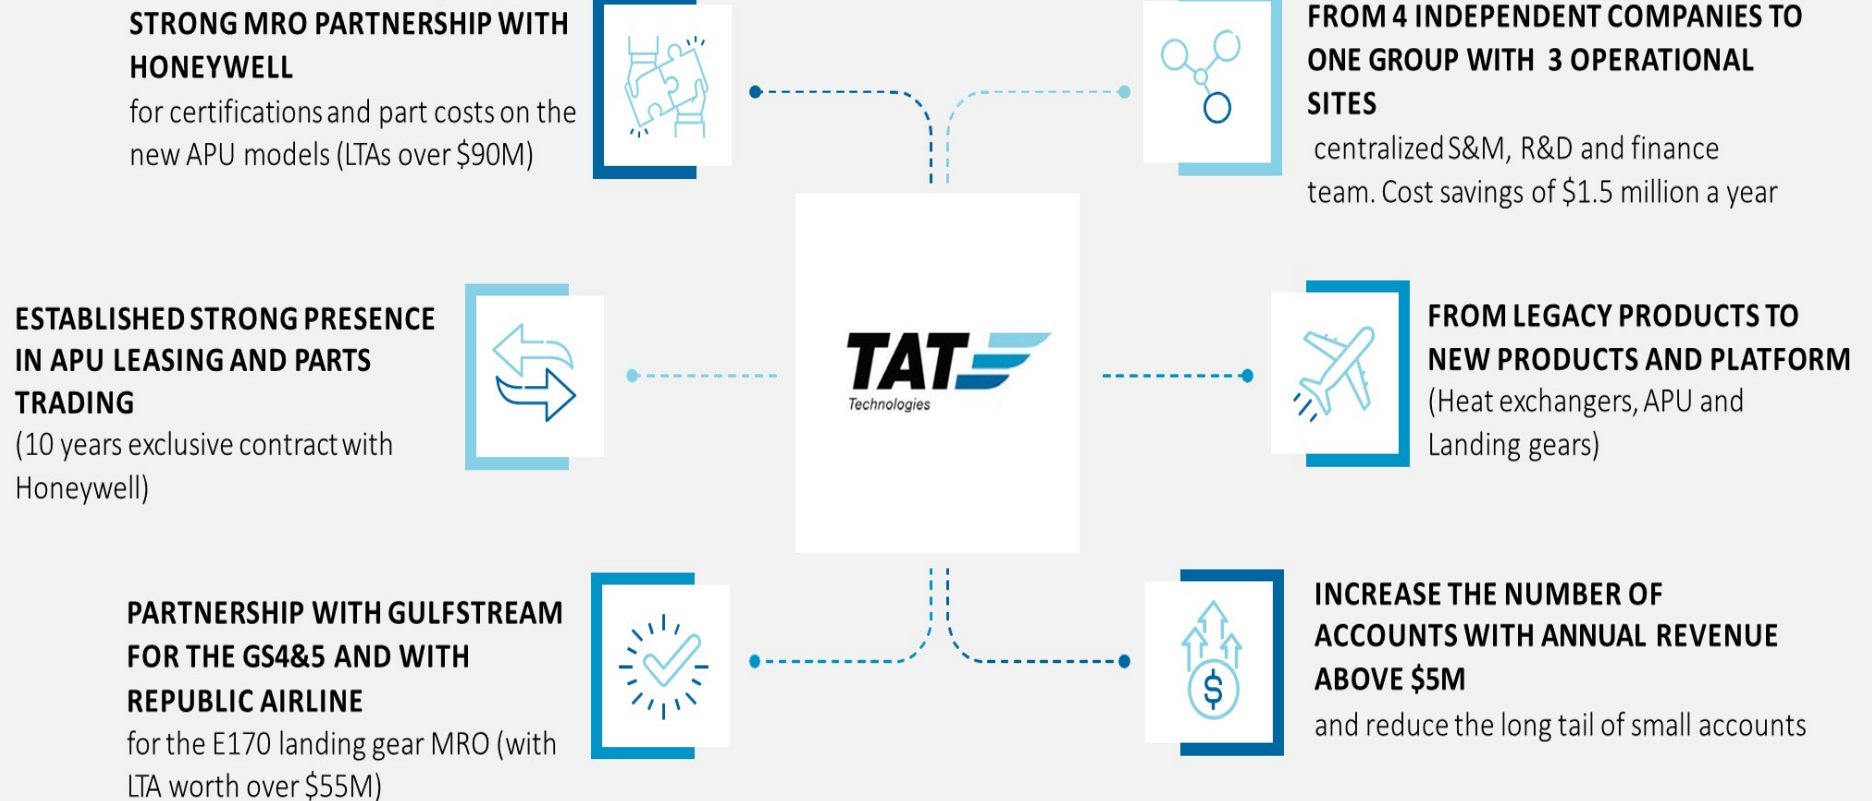 STRONG MRO PARTNERSHIP WITH
HONEYWELL
for certifications and part costs on the
new APU models (LTAs over $90M)
FROM 4 INDEPENDENT COMPANIES TO
ONE GROUP WITH 3 OPERATIONAL
SITES
centralized S&M, R&D and finance
team. Cost savings of $1.5 million a year
ESTABLISHED STRONG PRESENCE
IN APU LEASING AND PARTS
TRADING
(10 years exclusive contract with
Honeywell)
TAT
Technologies
FROM LEGACY PRODUCTS TO
NEW PRODUCTS AND PLATFORM
(Heat exchangers, APU and
Landing gears)
PARTNERSHIP WITH GULFSTREAM
FOR THE GS4&5 AND WITH
REPUBLIC AIRLINE
for the E170 landing gear MRO (with
LTA worth over $55M)
$
INCREASE THE NUMBER OF
ACCOUNTS WITH ANNUAL REVENUE
ABOVE $5M
and reduce the long tail of small accounts